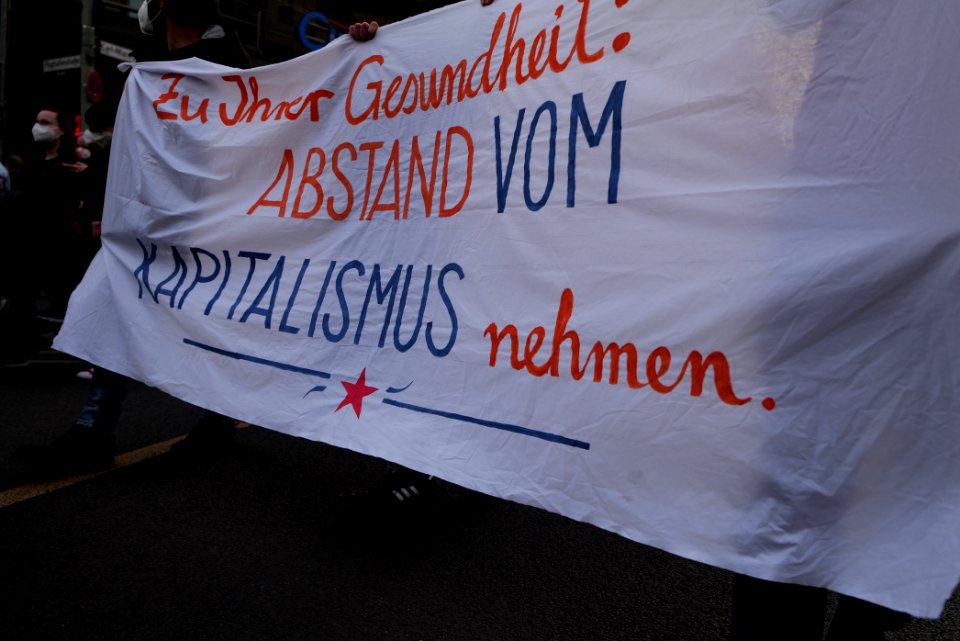 Zu Ihrer Gesundheit:
ABSTAND VOM
KAPITALISMUS nehmen.